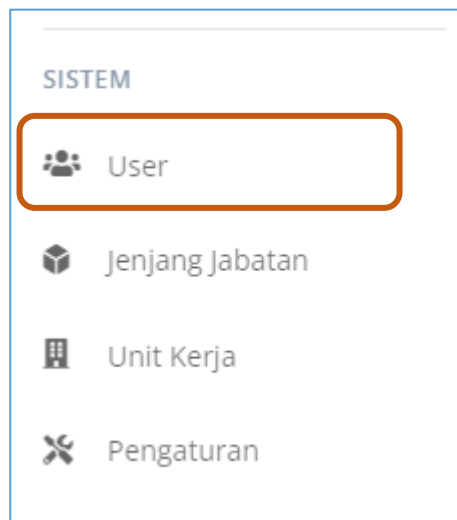 SISTEM
User
Jenjang Jabatan
Unit Kerja
Pengaturan